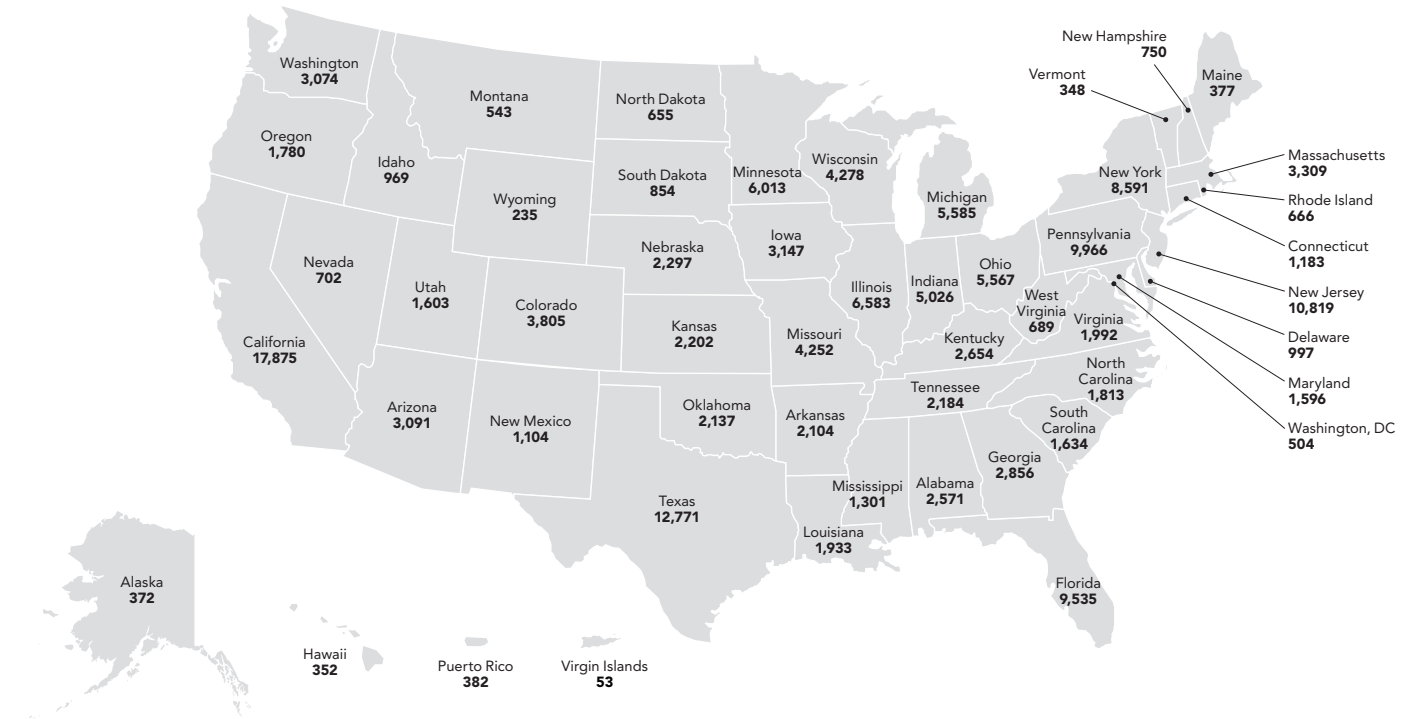 Washington
3,074
Oregon
1,780
Idaho
969
Montana
543
Wyoming
235
North Dakota
655
South Dakota
854
Minnesota
6,013
Wisconsin
4,278
Michigan
5,585
New York
8,591
Vermont
348
New Hampshire
750
Maine
377
Massachusetts
3,309
Rhode Island
666
Connecticut
1,183
New Jersey
10,819
Delaware
997
Maryland
1,596
Washington, DC
504
Pennsylvania
9,966
Nevada
702
Utah
1,603
Colorado
3,805
Nebraska
2,297
Iowa
3,147
Illinois
6,583
Indiana
5,026
Ohio
5,567
West
Virginia
689
Virginia
1,992
California
17,875
Kansas
2,202
Missouri
4,252
Kentucky
2,654
North
Carolina
1,813
Tennessee
2,184
South
Carolina
1,634
Arizona
3,091
New Mexico
1,104
Oklahoma
2,137
Arkansas
2,104
Texas
12,771
Louisiana
1,933
Mississippi
1,301
Alabama
2,571
Georgia
2,856
Florida
9,535
Alaska
372
Hawaii
352
Puerto Rico
382
Virgin Islands
53